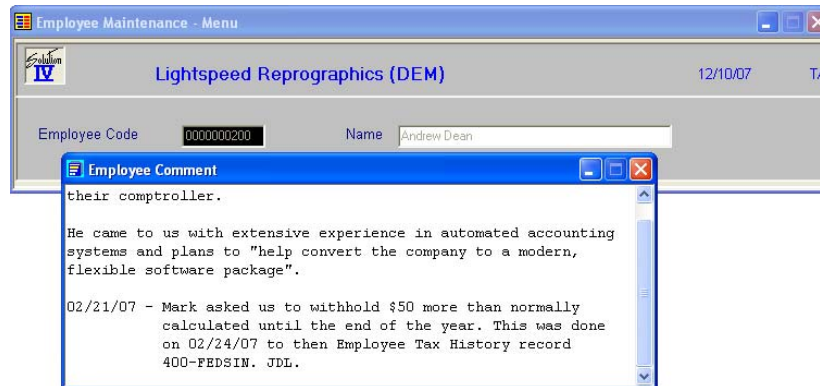 Employee Maintenance - Menu
Solution
IV
Lightspeed Reprographics (DEM)
12/10/07
Employee Code
0000000200
Name
Andrew Dean
Employee Comment
their comptroller.
He came to us with extensive experience in automated accounting
systems and plans to "help convert the company to a modern,
flexible software package".
02/21/07 - Mark asked us to withhold $50 more than normally
calculated until the end of the year. This was done
on 02/24/07 to then Employee Tax History record
400-FEDSIN. JDL.